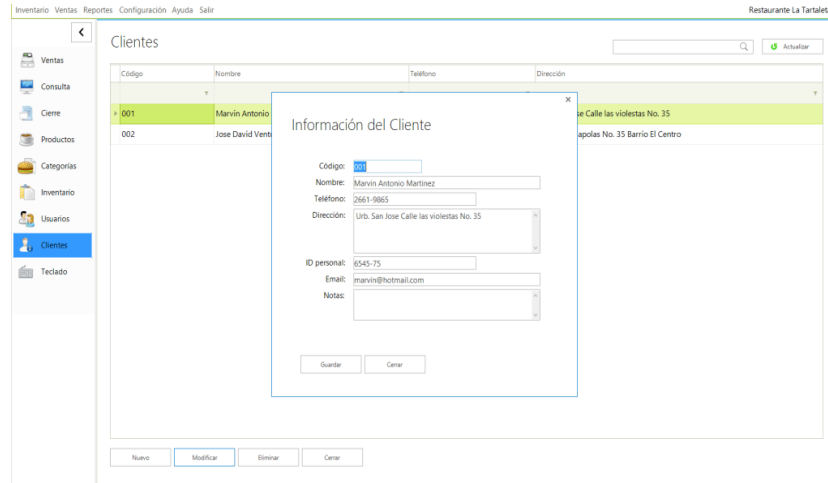 Inventario Ventas Reportes Configuración Ayuda Salir
Restaurante La Tartaleta
Clientes
Actualizar
Ventas
Consulta
Cierre
Productos
Categorías
Inventario
Usuarios
Clientes
Teclado
Código Nombre Teléfono Dirección
001 Marvin Antonio se Calle las violestas No. 35
002 Jose David apolas No. 35 Barrio El Centro
Información del Cliente
Código: 001
Nombre: Marvin Antonio Martinez
Teléfono: 2661-9865
Dirección: Urb. San Jose Calle las violestas No. 35
ID personal: 6545-75
Email: marvin@hotmail.com
Notas:
Guardar Cerrar
Nuevo Modificar Eliminar Cerrar